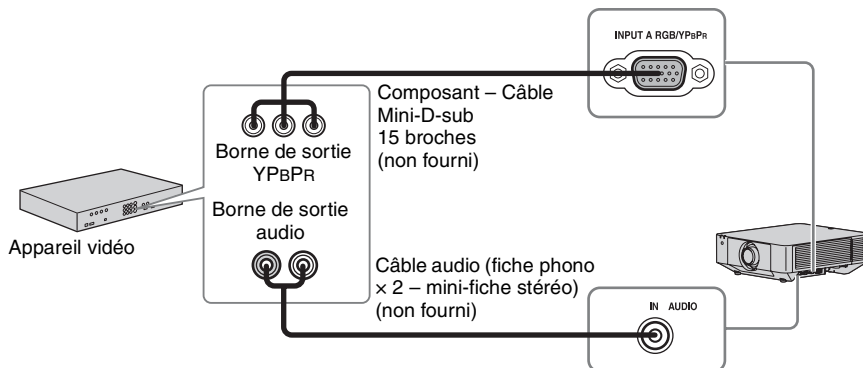 INPUT A RGB/YPBPR
Composant – Câble
Mini-D-sub
15 broches
(non fourni)
Borne de sortie
YPBPR
Borne de sortie
audio
Appareil vidéo
Câble audio (fiche phono
× 2 – mini-fiche stéréo)
(non fourni)
IN AUDIO